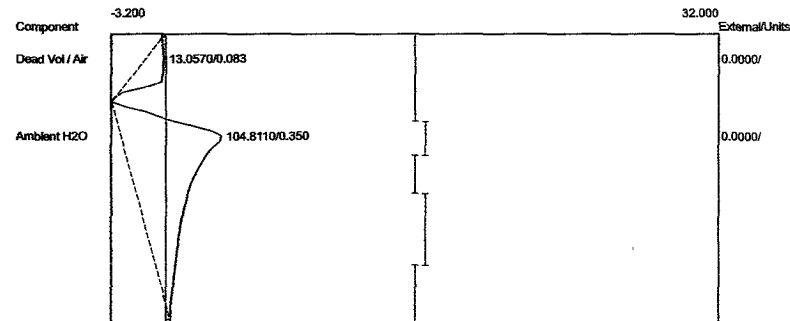 -3.200 32.000
Component External/Units
Dead Vol / Air 13.0570/0.083 0.0000/
Ambient H2O 104.8110/0.350 0.0000/